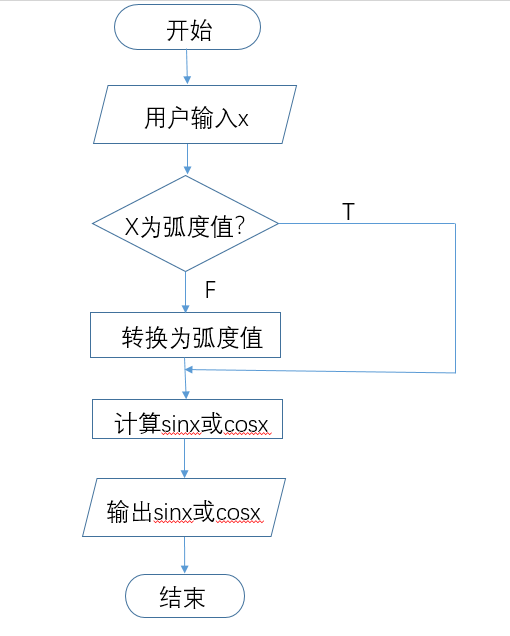 开始
用户输入x
X为弧度值？
T
F
转换为弧度值
计算sinx或cosx
输出sinx或cosx
结束